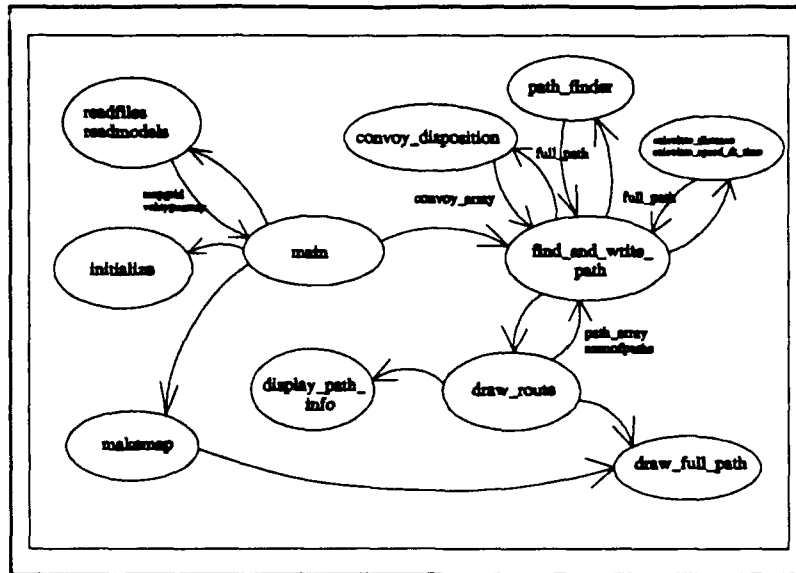 path_finder
readfiles
readmodels
convoy_disposition
calculate_distance
calculate_speed_&_time
full_path
full_path
convoy_array
main
initialize
find_and_write_
path
path_array
display_path_
info
draw_route
makemap
draw_full_path